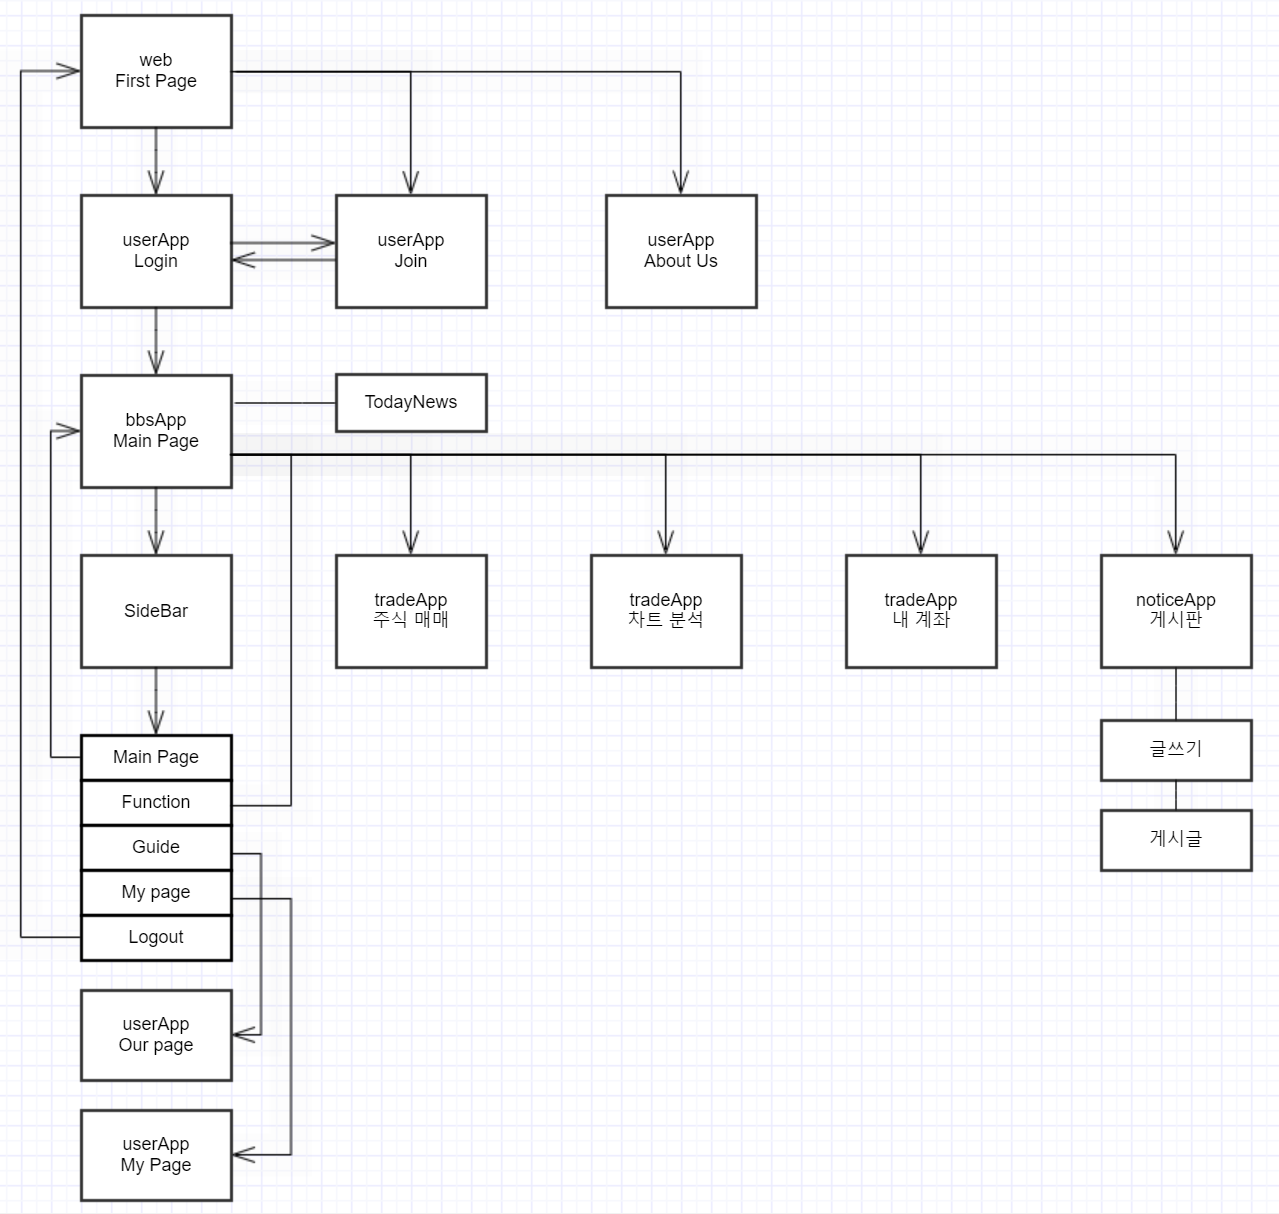 web
First Page
userApp
Login
userApp
Join
userApp
About Us
bbsApp
Main Page
TodayNews
SideBar
tradeApp
주식 매매
tradeApp
차트 분석
tradeApp
내 계좌
noticeApp
게시판
Main Page
Function
Guide
My page
Logout
글쓰기
게시글
userApp
Our page
userApp
My Page